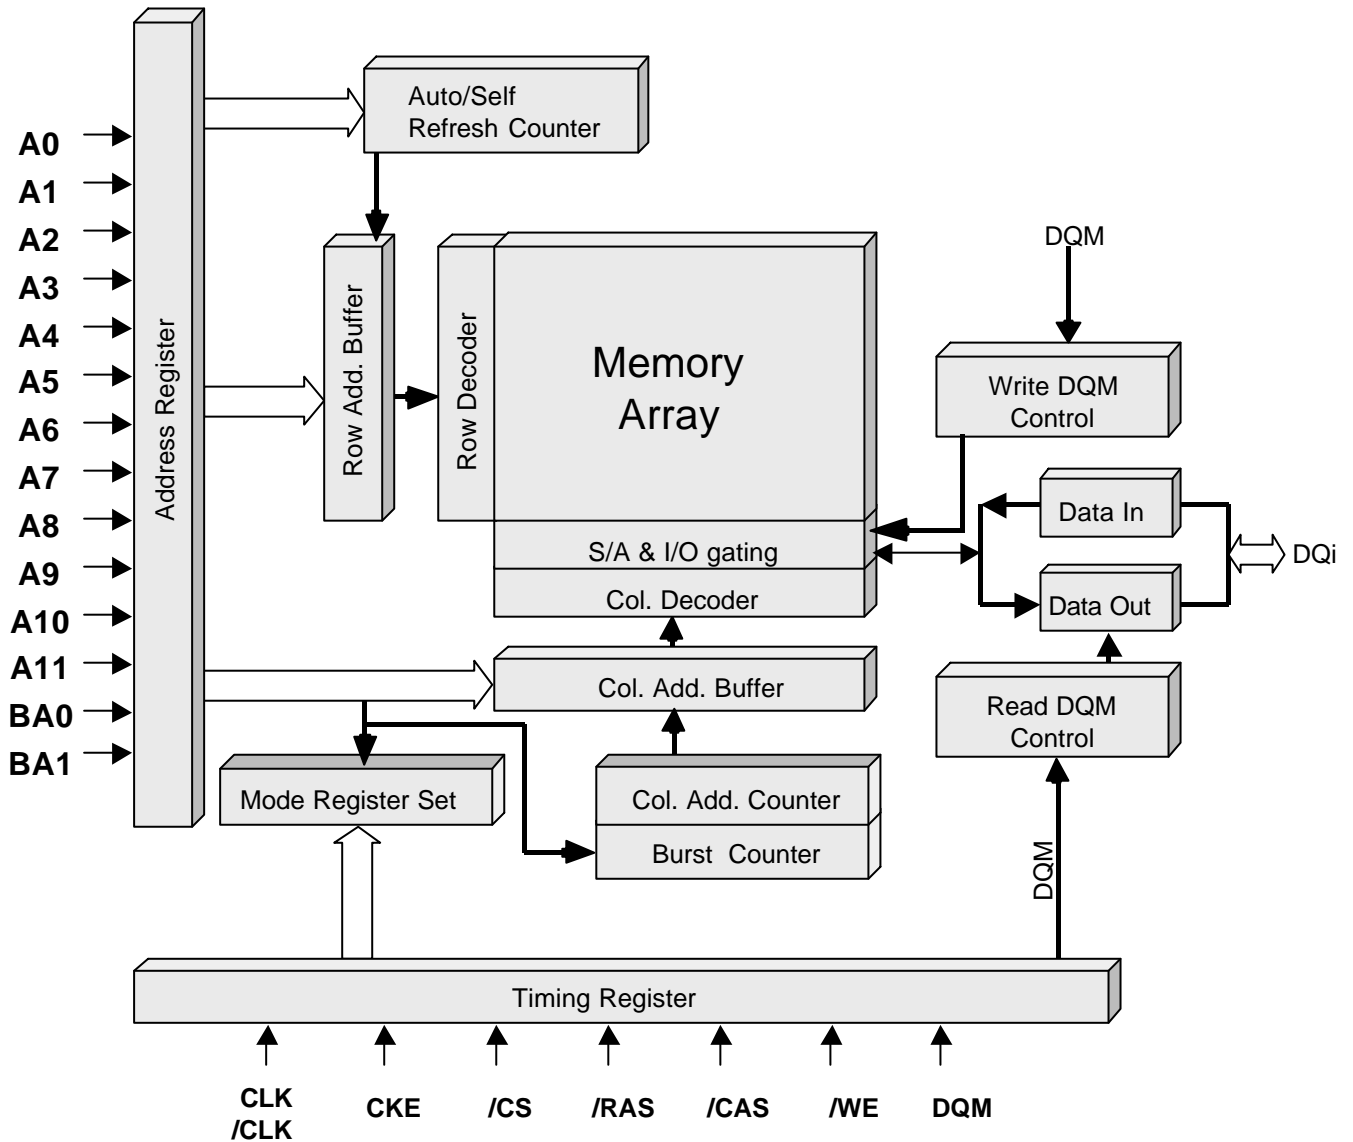 Auto/Self
Refresh Counter
A0
A1
A2
A3
A4
A5
A6
A7
A8
A9
A10
A11
BA0
BA1
Address Register
Row Add. Buffer
Row Decoder
Memory
Array
S/A & I/O gating
Col. Decoder
Col. Add. Buffer
Mode Register Set
Col. Add. Counter
Burst Counter
DQM
Write DQM
Control
Data In
DQi
Data Out
Read DQM
Control
DQM
Timing Register
CLK
/CLK
CKE
/CS
/RAS
/CAS
/WE
DQM